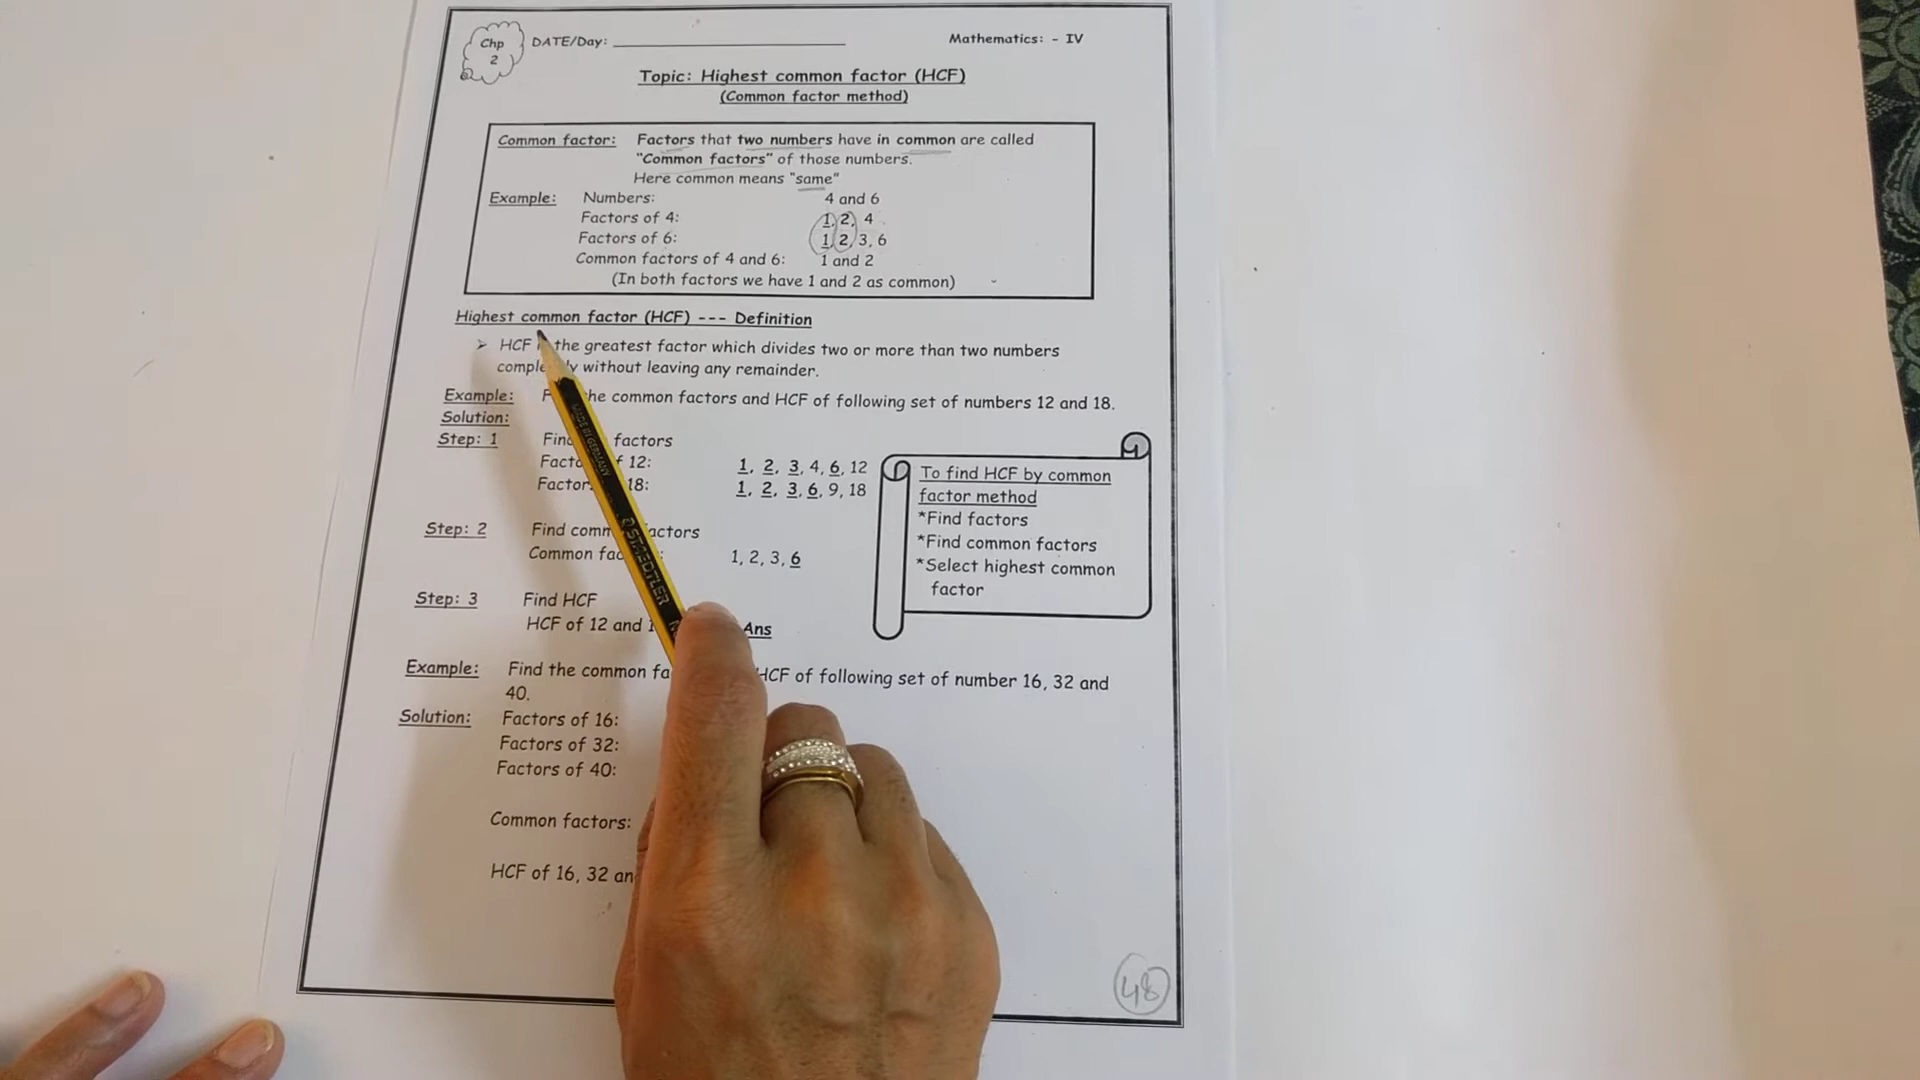 Chp
2
DATE/Day:
Mathematics: - IV
Topic: Highest common factor (HCF)
(Common factor method)
Common factor: Factors that two numbers have in common are called
"Common factors" of those numbers.
Here common means "same"
Example: Numbers: 4 and 6
Factors of 4: 1, 2, 4
Factors of 6: 1, 2, 3, 6
Common factors of 4 and 6: 1 and 2
(In both factors we have 1 and 2 as common)
Highest common factor (HCF) --- Definition
➢ HCF the greatest factor which divides two or more than two numbers
without leaving any remainder.
Example: the common factors and HCF of following set of numbers 12 and 18.
Solution:
Step: 1 factors
12: 1, 2, 3, 4, 6, 12
18: 1, 2, 3, 6, 9, 18
Step: 2 Find
Common 1, 2, 3, 6
Step: 3 Find HCF
HCF of 12 and Ans
To find HCF by common
factor method
*Find factors
*Find common factors
*Select highest common
factor
Example: Find the common HCF of following set of number 16, 32 and
40.
Solution: Factors of 16:
Factors of 32:
Factors of 40:
Common factors:
HCF of 16, 32
48
MADE IN GERMANY
STAEDTLER